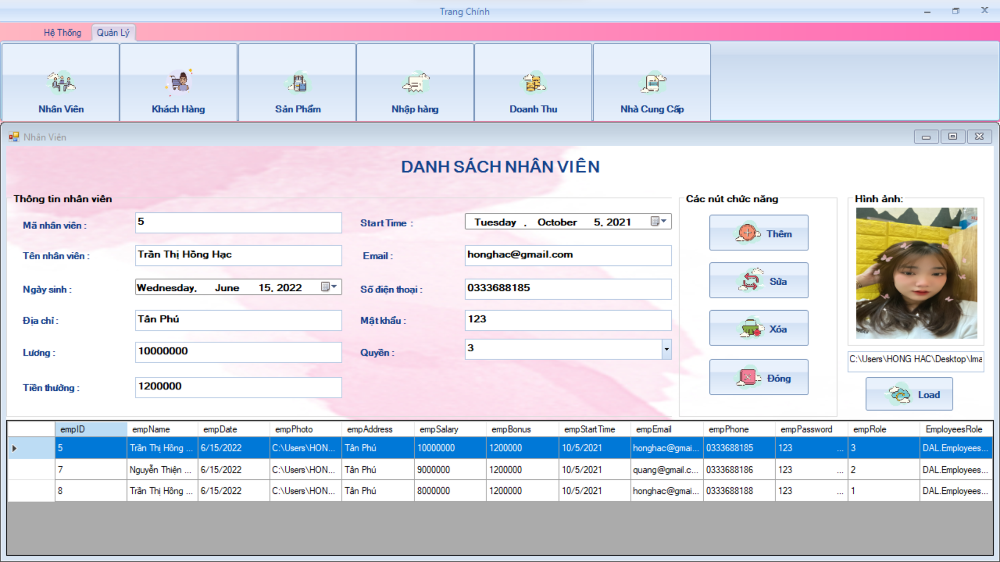 Trang Chính
Hệ Thống Quản Lý
Nhân Viên Khách Hàng Sản Phẩm Nhập hàng Doanh Thu Nhà Cung Cấp
Nhân Viên
DANH SÁCH NHÂN VIÊN
Thông tin nhân viên
Mã nhân viên : 5
Start Time : Tuesday , October 5, 2021
Tên nhân viên : Trần Thị Hồng Hạc
Email : honghac@gmail.com
Ngày sinh : Wednesday, June 15, 2022
Số điện thoại : 0333688185
Địa chỉ : Tân Phú
Mật khẩu : 123
Lương : 10000000
Quyền : 3
Tiền thưởng : 1200000
Các nút chức năng
Thêm
Sửa
Xóa
Đóng
Hình ảnh:
C:\Users\HONG HAC\Desktop\Ima
Load
empID empName empDate empPhoto empAddress empSalary empBonus empStartTime empEmail empPhone empPassword empRole EmployeesRole
5 Trần Thị Hồng ... 6/15/2022 C:\Users\HON... Tân Phú 10000000 1200000 10/5/2021 honghac@gmai... 0333688185 123 ... 3 DAL.Employees...
7 Nguyễn Thiện ... 6/15/2022 C:\Users\HON... Tân Phú 9000000 1200000 10/5/2021 quang@gmail.c... 0333688186 123 ... 2 DAL.Employees...
8 Trần Thị Hồng ... 6/15/2022 C:\Users\HON... Tân Phú 8000000 1200000 10/5/2021 honghac@gmai... 0333688188 123 ... 1 DAL.Employees...